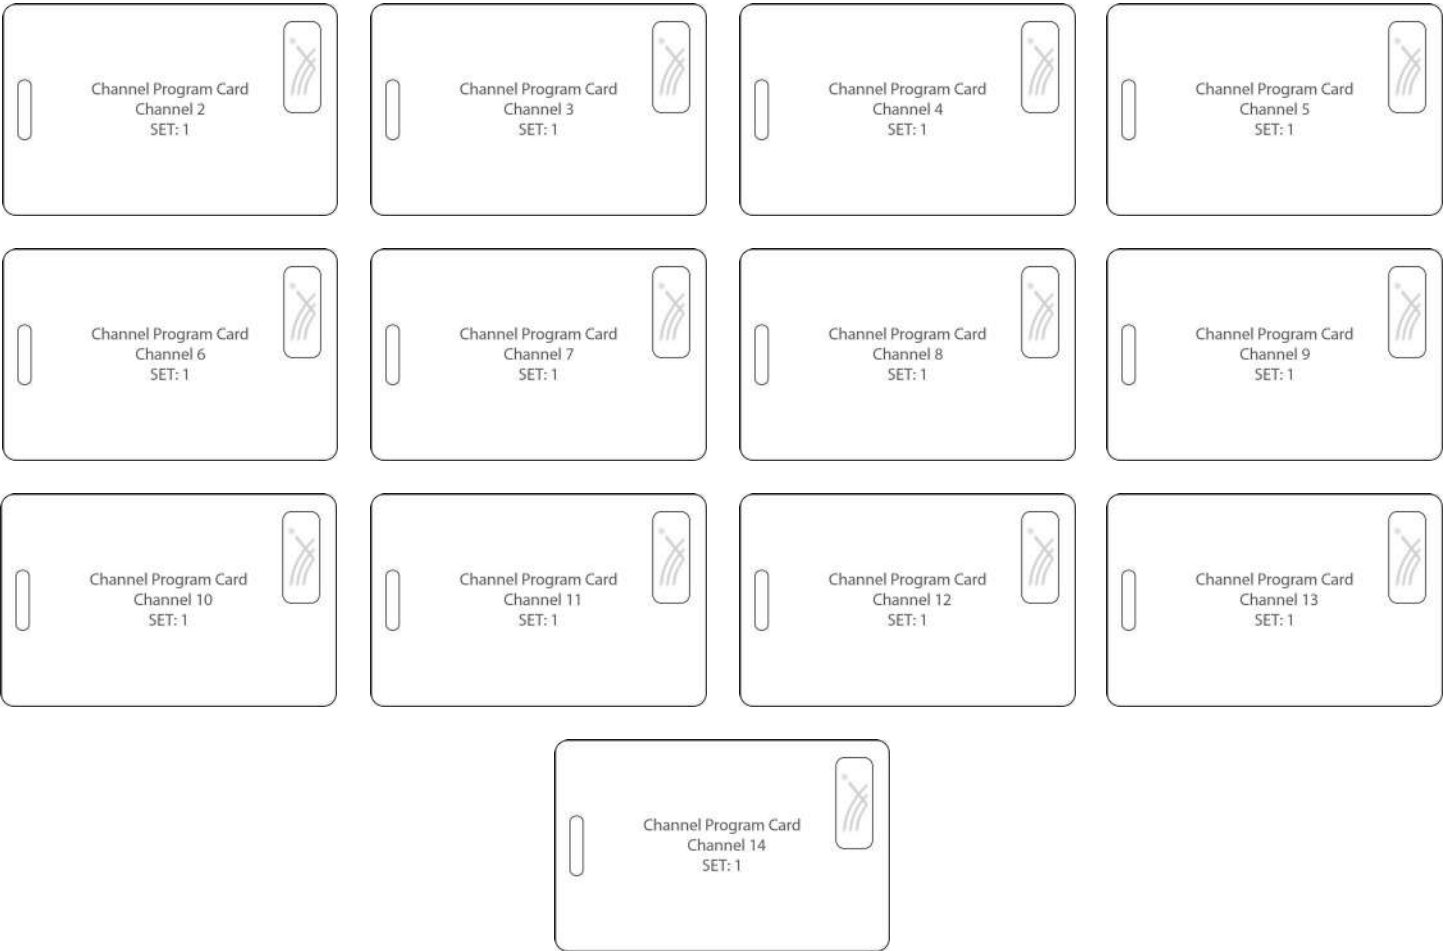 Channel Program Card
Channel 2
SET: 1
Channel Program Card
Channel 3
SET: 1
Channel Program Card
Channel 4
SET: 1
Channel Program Card
Channel 5
SET: 1
Channel Program Card
Channel 6
SET: 1
Channel Program Card
Channel 7
SET: 1
Channel Program Card
Channel 8
SET: 1
Channel Program Card
Channel 9
SET: 1
Channel Program Card
Channel 10
SET: 1
Channel Program Card
Channel 11
SET: 1
Channel Program Card
Channel 12
SET: 1
Channel Program Card
Channel 13
SET: 1
Channel Program Card
Channel 14
SET: 1